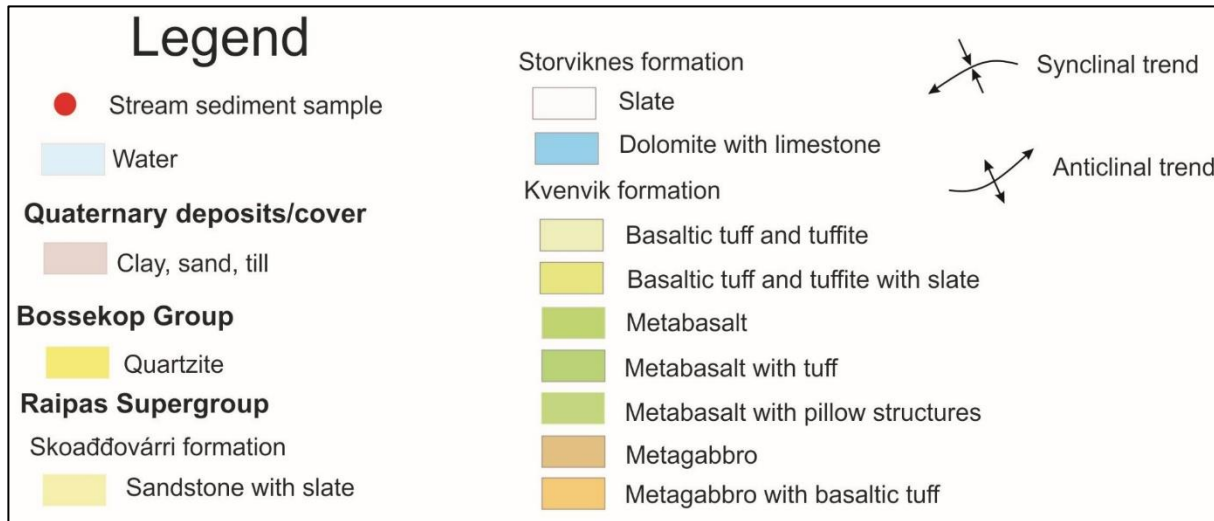 Legend
Stream sediment sample
Water
Quaternary deposits/cover
Clay, sand, till
Bossekop Group
Quartzite
Raipas Supergroup
Skoađđovárri formation
Sandstone with slate
Storviknes formation
Slate
Dolomite with limestone
Kvenvik formation
Basaltic tuff and tuffite
Basaltic tuff and tuffite with slate
Metabasalt
Metabasalt with tuff
Metabasalt with pillow structures
Metagabbro
Metagabbro with basaltic tuff
Synclinal trend
Anticlinal trend